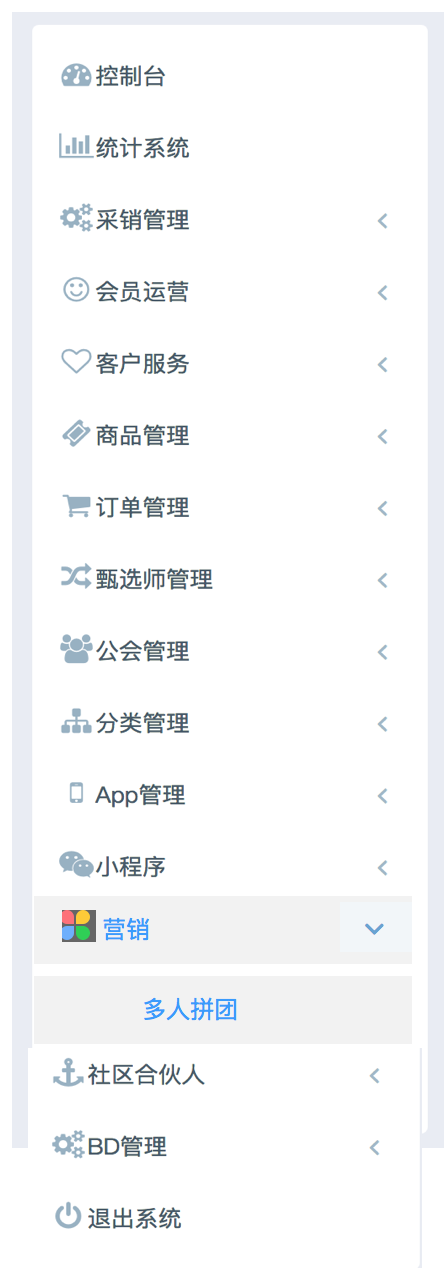 控制台
统计系统
采销管理
会员运营
客户服务
商品管理
订单管理
甄选师管理
公会管理
分类管理
App管理
小程序
营销
多人拼团
社区合伙人
BD管理
退出系统